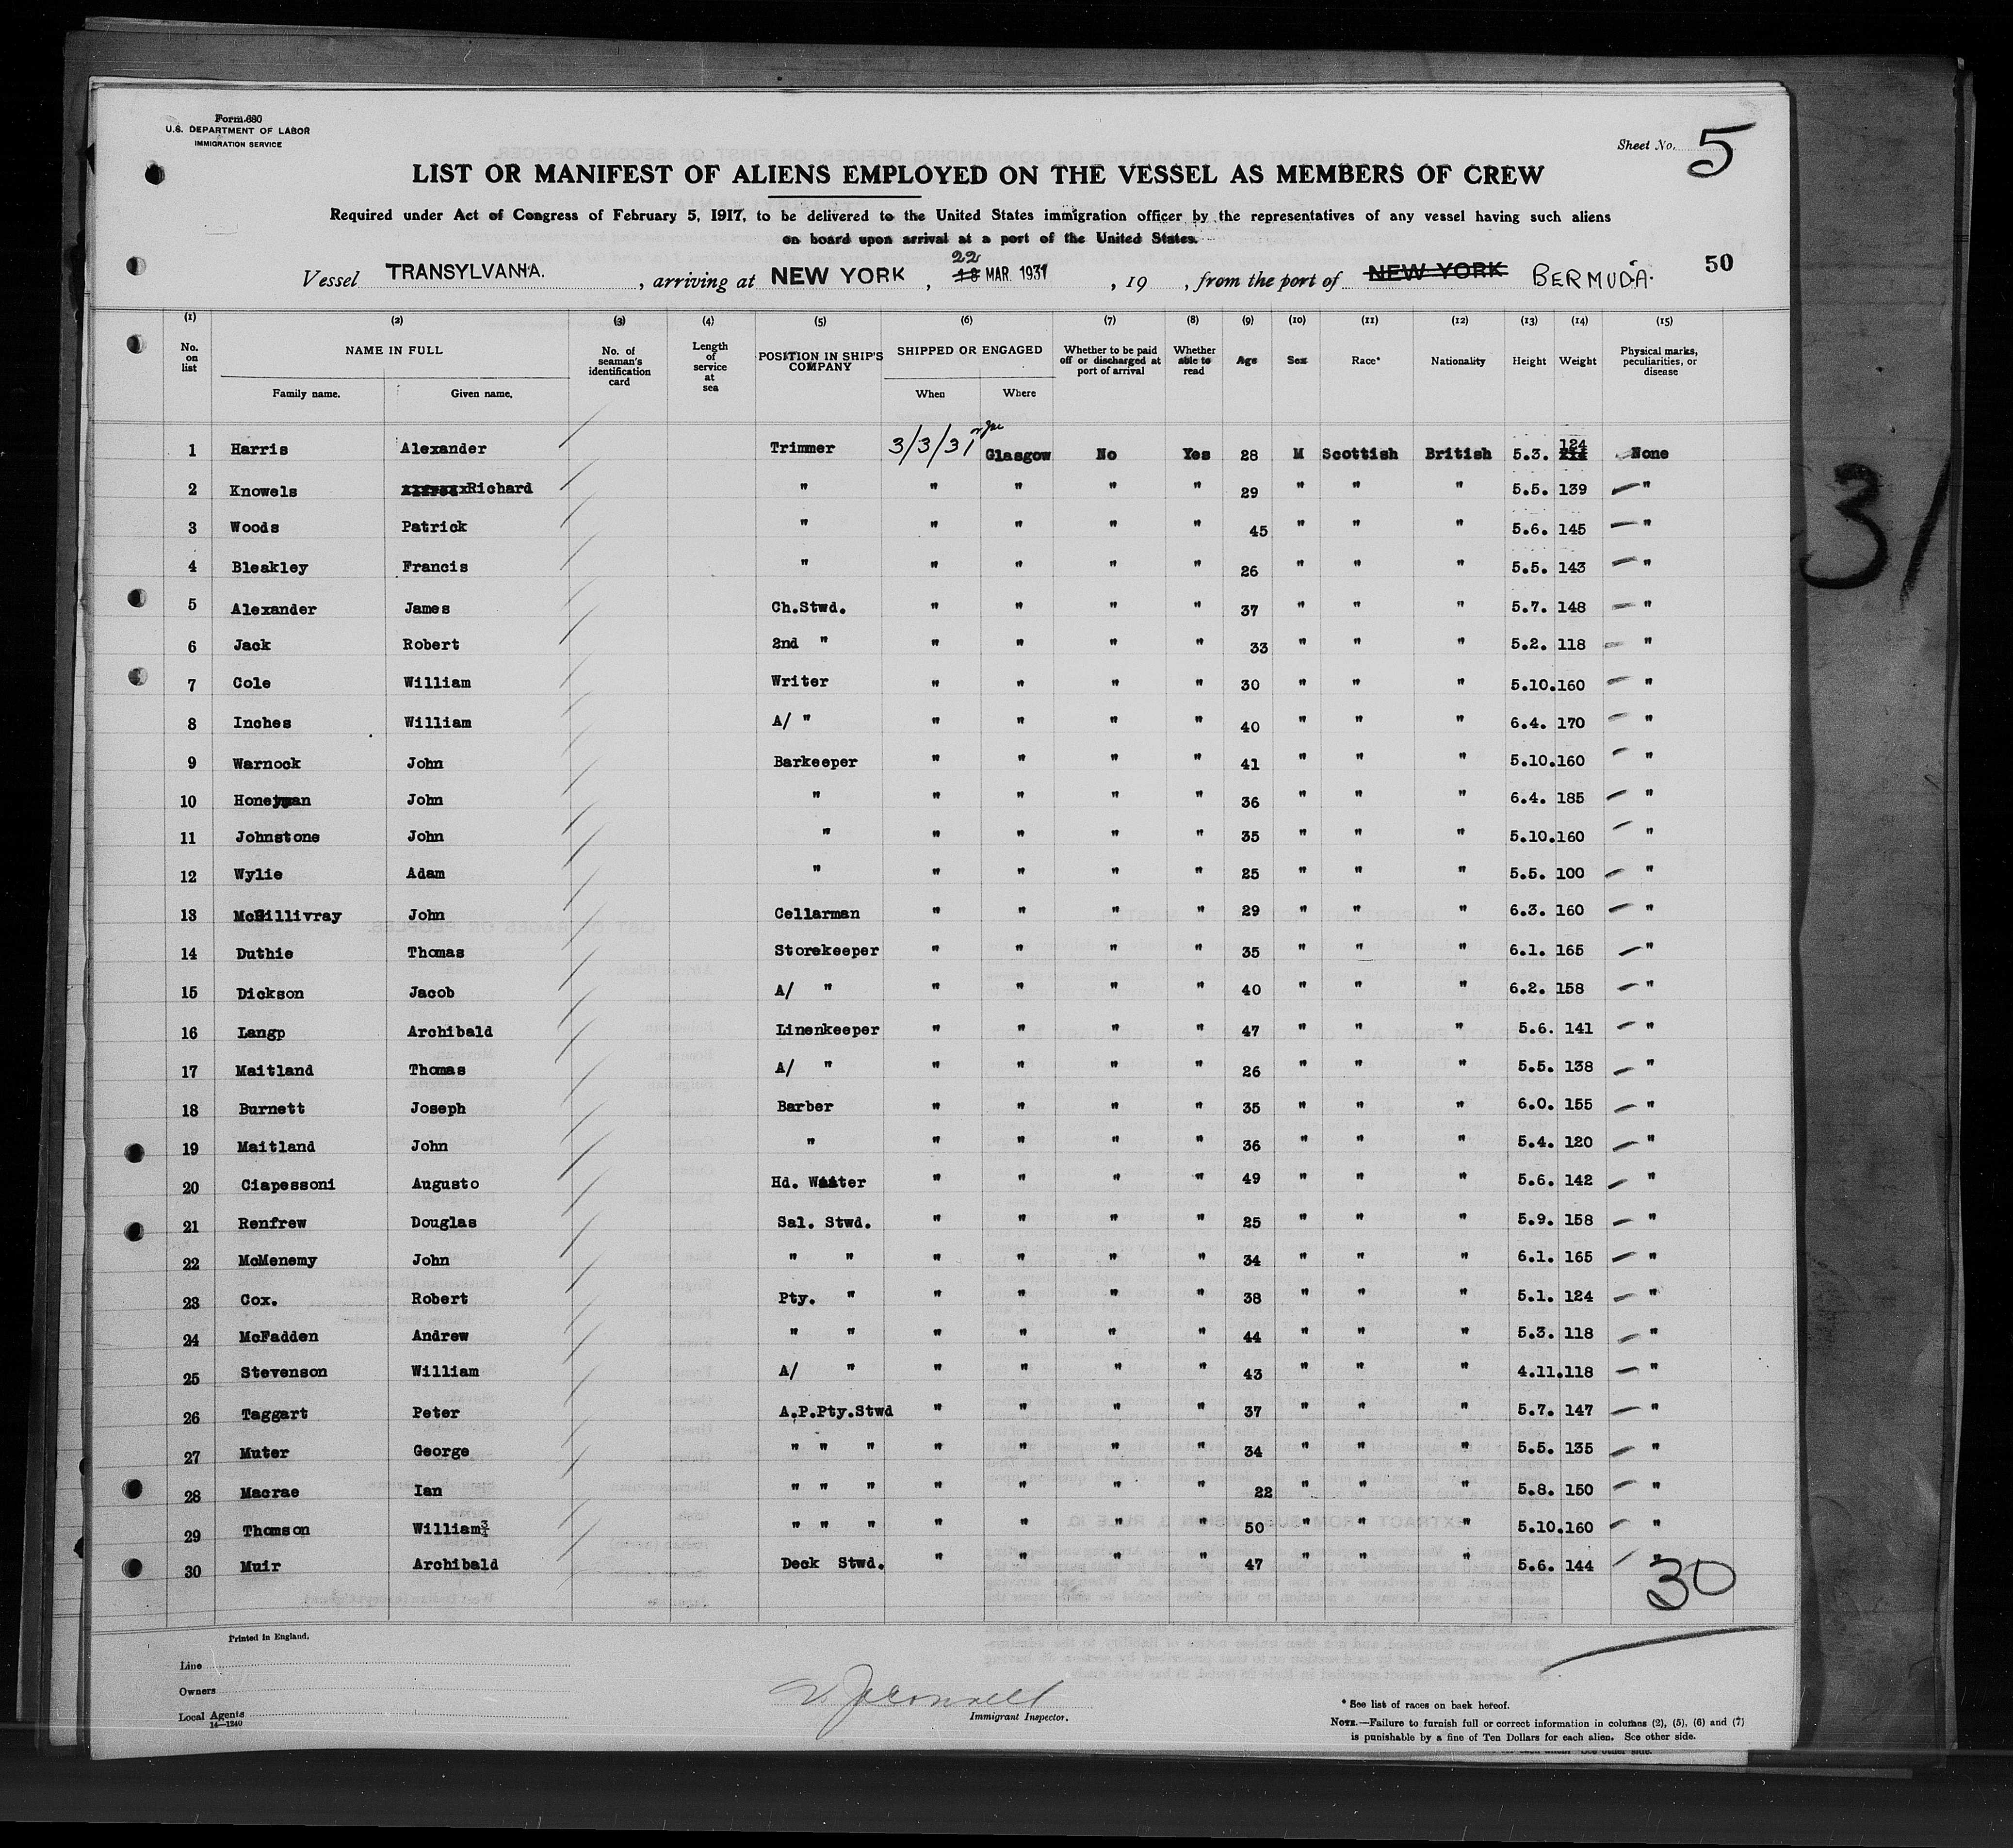 Form 680
U.S. DEPARTMENT OF LABOR
IMMIGRATION SERVICE
Sheet No. 5
LIST OR MANIFEST OF ALIENS EMPLOYED ON THE VESSEL AS MEMBERS OF CREW
Required under Act of Congress of February 5, 1917, to be delivered to the United States immigration officer by the representatives of any vessel having such aliens
on board upon arrival at a port of the United States.
Vessel TRANSYLVANIA. , arriving at NEW YORK , 22 18 MAR. 1931 , 19 , from the port of NEW YORK BERMUDA. 50
(1) (2) (3) (4) (5) (6) (7) (8) (9) (10) (11) (12) (13) (14) (15)
No. on list NAME IN FULL Family name. Given name. No. of seaman's identification card Length of service at sea POSITION IN SHIP'S COMPANY SHIPPED OR ENGAGED When Where Whether to be paid off or discharged at port of arrival Whether able to read Age Sex Race* Nationality Height Weight Physical marks, peculiarities, or disease
1 Harris Alexander Trimmer 3/3/31 Glasgow No Yes 28 M Scottish British 5.3. 124 None
2 Knowels Richard " " " " " 29 " " " 5.5. 139 "
3 Woods Patrick " " " " " 45 " " " 5.6. 145 "
4 Bleakley Francis " " " " " 26 " " " 5.5. 143 "
5 Alexander James Ch.Stwd. " " " " 37 " " " 5.7. 148 "
6 Jack Robert 2nd " " " " " 33 " " " 5.2. 118 "
7 Cole William Writer " " " " 30 " " " 5.10. 160 "
8 Inches William A/ " " " " " 40 " " " 6.4. 170 "
9 Warnock John Barkeeper " " " " 41 " " " 5.10. 160 "
10 Honeyman John " " " " " 36 " " " 6.4. 185 "
11 Johnstone John " " " " " 35 " " " 5.10. 160 "
12 Wylie Adam " " " " " 25 " " " 5.5. 100 "
13 McGillivray John Cellarman " " " " 29 " " " 6.3. 160 "
14 Duthie Thomas Storekeeper " " " " 35 " " " 6.1. 165 "
15 Dickson Jacob A/ " " " " " 40 " " " 6.2. 158 "
16 Langp Archibald Linenkeeper " " " " 47 " " " 5.6. 141 "
17 Maitland Thomas A/ " " " " " 26 " " " 5.5. 138 "
18 Burnett Joseph Barber " " " " 35 " " " 6.0. 155 "
19 Maitland John " " " " " 36 " " " 5.4. 120 "
20 Ciapessoni Augusto Hd. Waiter " " " " 49 " " " 5.6. 142 "
21 Renfrew Douglas Sal. Stwd. " " " " 25 " " " 5.9. 158 "
22 McMenemy John " " " " " " 34 " " " 6.1. 165 "
23 Cox. Robert Pty. " " " " " 38 " " " 5.1. 124 "
24 McFadden Andrew " " " " " " 44 " " " 5.3. 118 "
25 Stevenson William A/ " " " " " 43 " " " 4.11. 118 "
26 Taggart Peter A.P.Pty.Stwd " " " " 37 " " " 5.7. 147 "
27 Muter George " " " " " " " 34 " " " 5.5. 135 "
28 Macrae Ian " " " " " " " 22 " " " 5.8. 150 "
29 Thomson William¾ " " " " " " " 50 " " " 5.10. 160 "
30 Muir Archibald Deck Stwd. " " " " 47 " " " 5.6. 144 "
30
31
Printed in England.
Line
Owners
Local Agents
14—1240
Immigrant Inspector.
* See list of races on back hereof.
NOTE.—Failure to furnish full or correct information in columns (2), (5), (6) and (7)
is punishable by a fine of Ten Dollars for each alien. See other side.